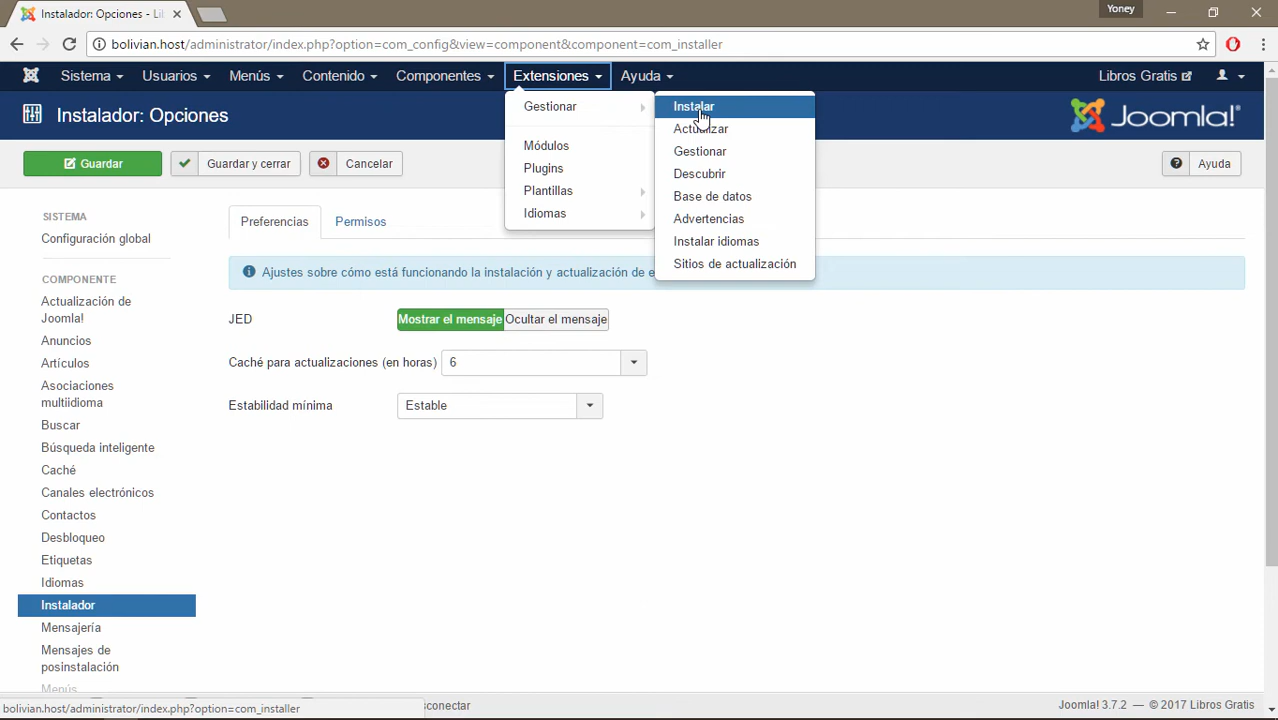 Instalador: Opciones - Li
Yoney
bolivian.host/administrator/index.php?option=com_config&view=component&component=com_installer
Sistema
Usuarios
Menús
Contenido
Componentes
Extensiones
Ayuda
Libros Gratis
Instalador: Opciones
Joomla!
Guardar
Guardar y cerrar
Cancelar
Ayuda
Gestionar
Módulos
Plugins
Plantillas
Idiomas
Instalar
Actualizar
Gestionar
Descubrir
Base de datos
Advertencias
Instalar idiomas
Sitios de actualización
SISTEMA
Configuración global
COMPONENTE
Actualización de
Joomla!
Anuncios
Artículos
Asociaciones
multiidioma
Buscar
Búsqueda inteligente
Caché
Canales electrónicos
Contactos
Desbloqueo
Etiquetas
Idiomas
Instalador
Mensajería
Mensajes de
posinstalación
Menús
Preferencias
Permisos
Ajustes sobre cómo está funcionando la instalación y actualización de e
JED
Mostrar el mensaje
Ocultar el mensaje
Caché para actualizaciones (en horas)
6
Estabilidad mínima
Estable
bolivian.host/administrator/index.php?option=com_installer
sconectar
Joomla! 3.7.2 — © 2017 Libros Gratis